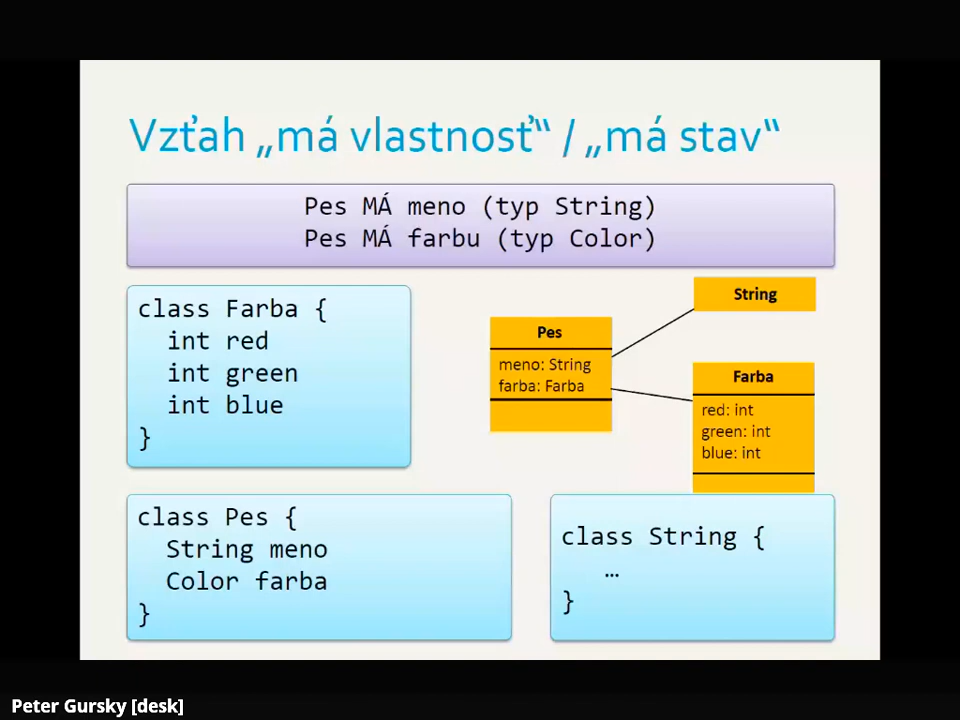 Vzťah „má vlastnosť“ / „má stav“
Pes MÁ meno (typ String)
Pes MÁ farbu (typ Color)
class Farba {
int red
int green
int blue
}
Pes
meno: String
farba: Farba
String
Farba
red: int
green: int
blue: int
class Pes {
String meno
Color farba
}
class String {
…
}
Peter Gursky [desk]